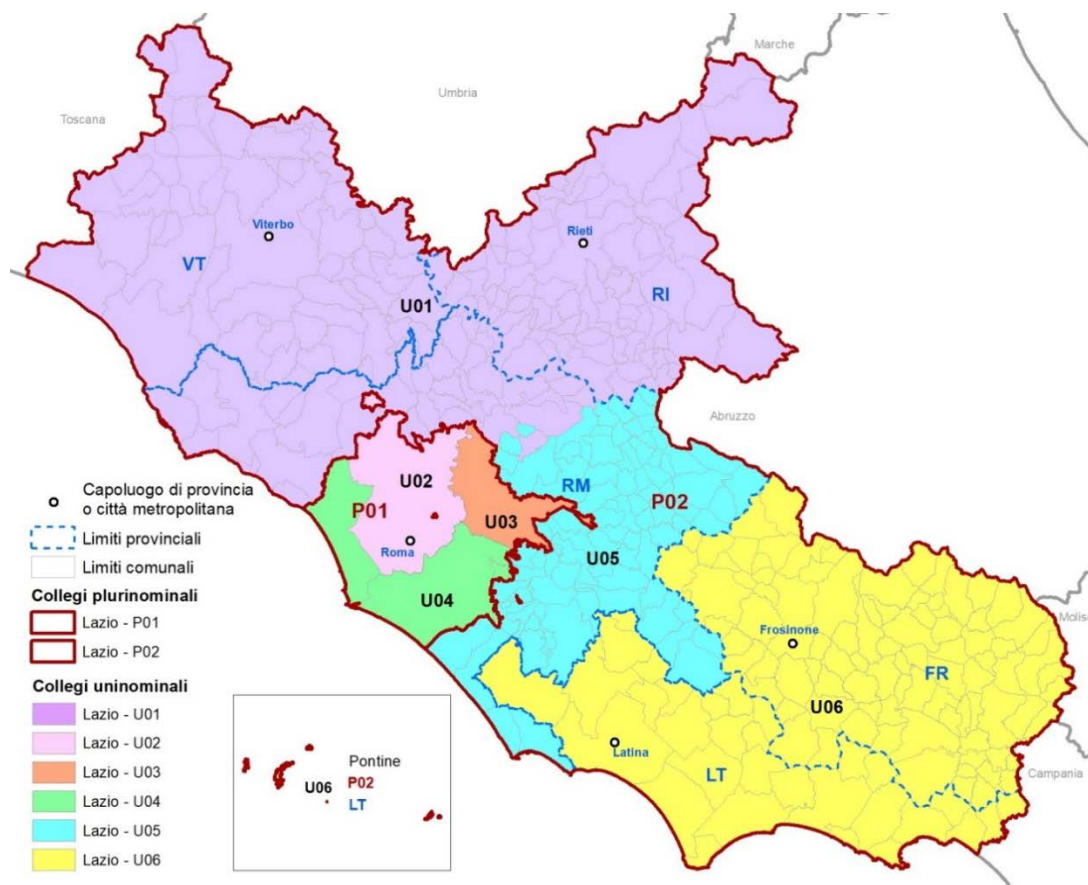 Marche
Umbria
Toscana
Viterbo
Rieti
VT
RI
U01
Abruzzo
U02
RM
P02
P01
U03
Roma
U05
U04
Molise
Frosinone
FR
U06
Latina
LT
Campania
Capoluogo di provincia
o città metropolitana
Limiti provinciali
Limiti comunali
Collegi plurinominali
Lazio - P01
Lazio - P02
Collegi uninominali
Lazio - U01
Lazio - U02
Lazio - U03
Lazio - U04
Lazio - U05
Lazio - U06
Pontine
U06
P02
LT